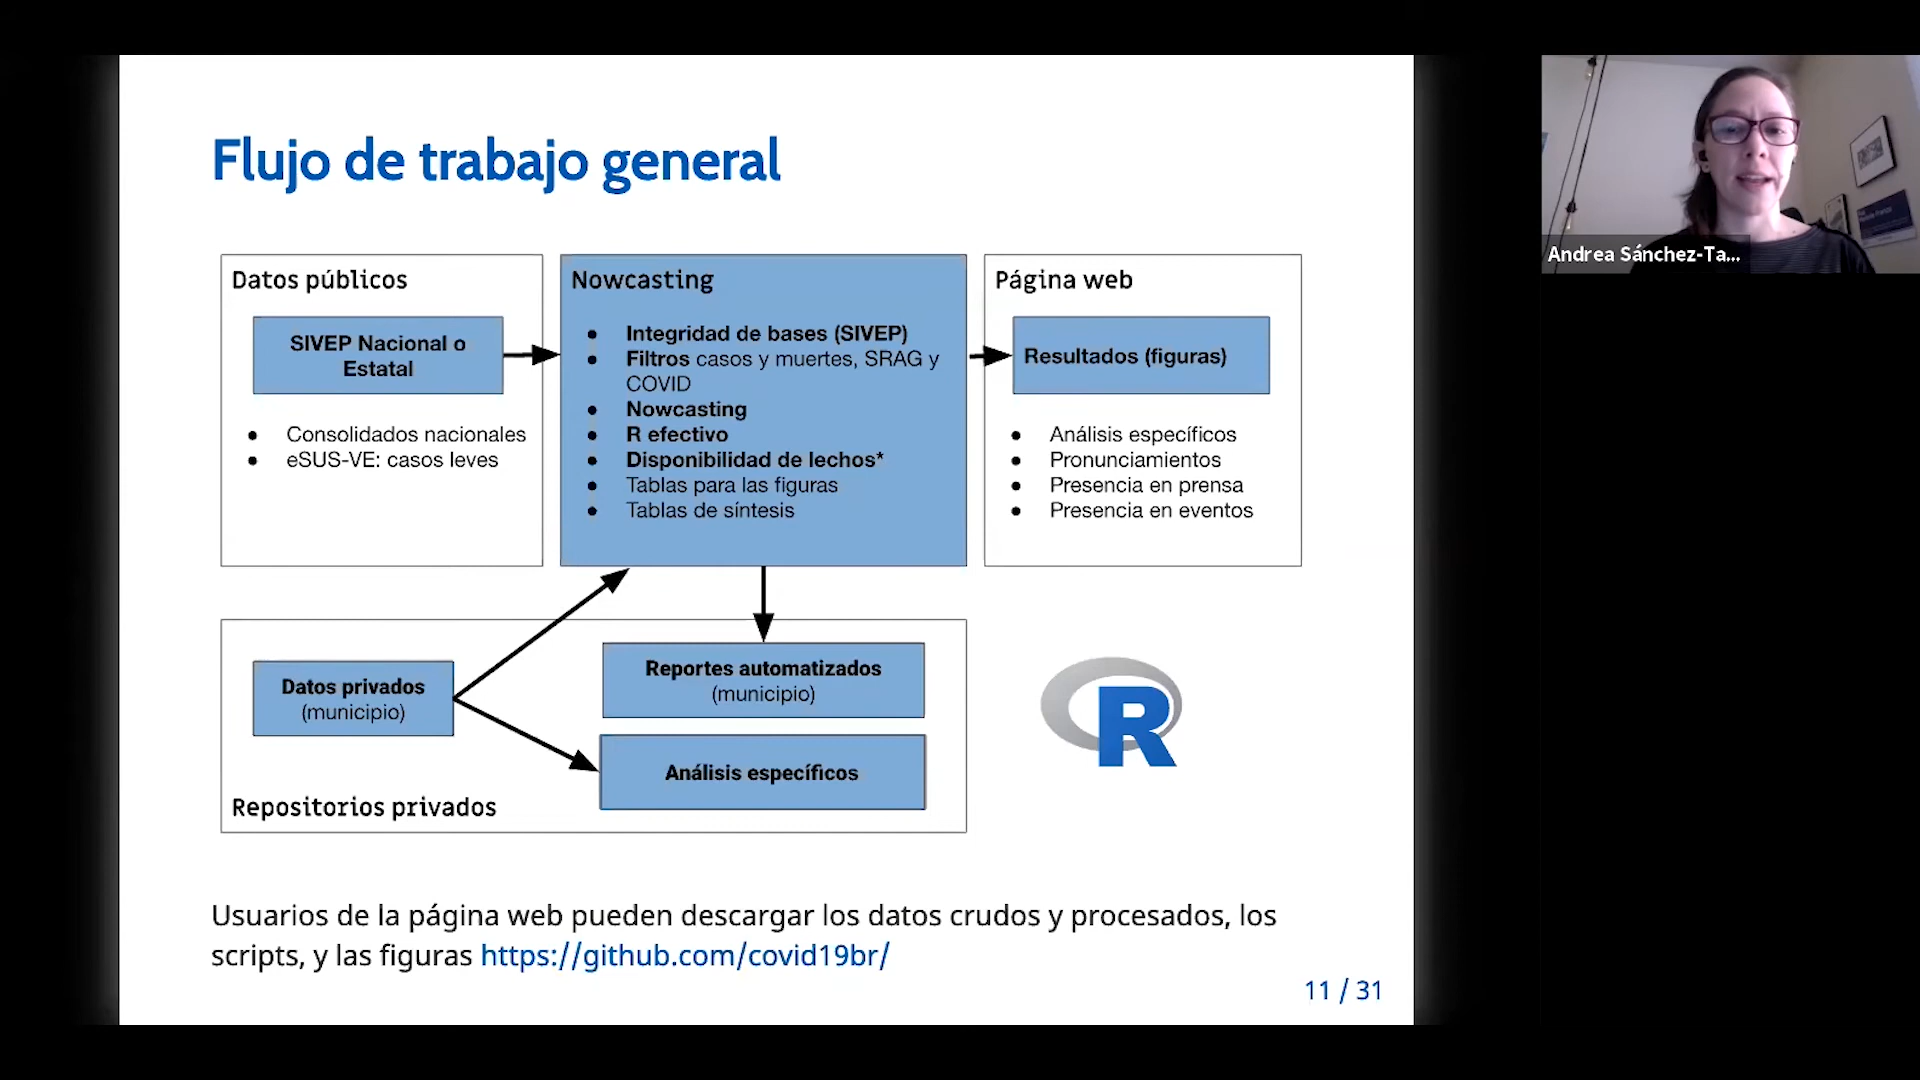 Flujo de trabajo general
Datos públicos
SIVEP Nacional o
Estatal
Consolidados nacionales
eSUS-VE: casos leves
Nowcasting
Integridad de bases (SIVEP)
Filtros casos y muertes, SRAG y
COVID
Nowcasting
R efectivo
Disponibilidad de lechos*
Tablas para las figuras
Tablas de síntesis
Página web
Resultados (figuras)
Análisis específicos
Pronunciamientos
Presencia en prensa
Presencia en eventos
Datos privados
(municipio)
Reportes automatizados
(municipio)
Análisis específicos
Repositorios privados
R
Usuarios de la página web pueden descargar los datos crudos y procesados, los
scripts, y las figuras https://github.com/covid19br/
11 / 31
Andrea Sánchez-Ta...